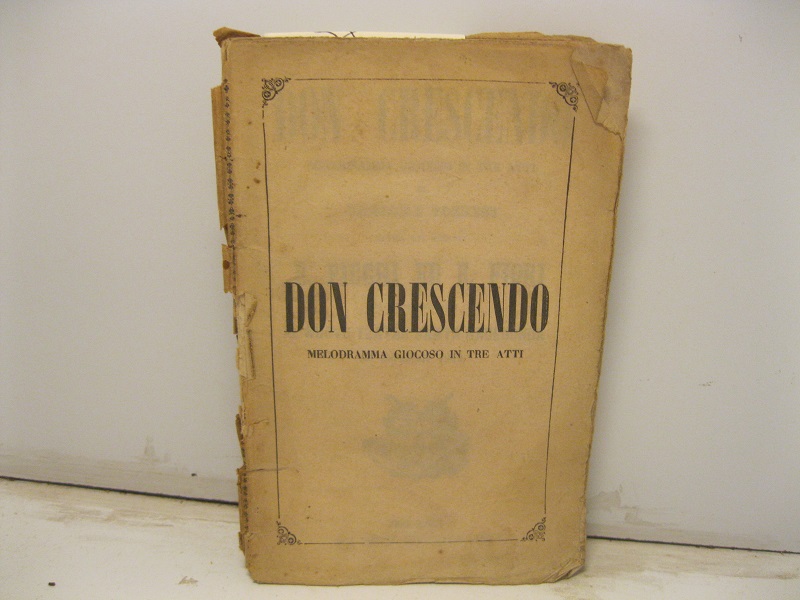 DON CRESCENDO
MELODRAMMA GIOCOSO IN TRE ATTI